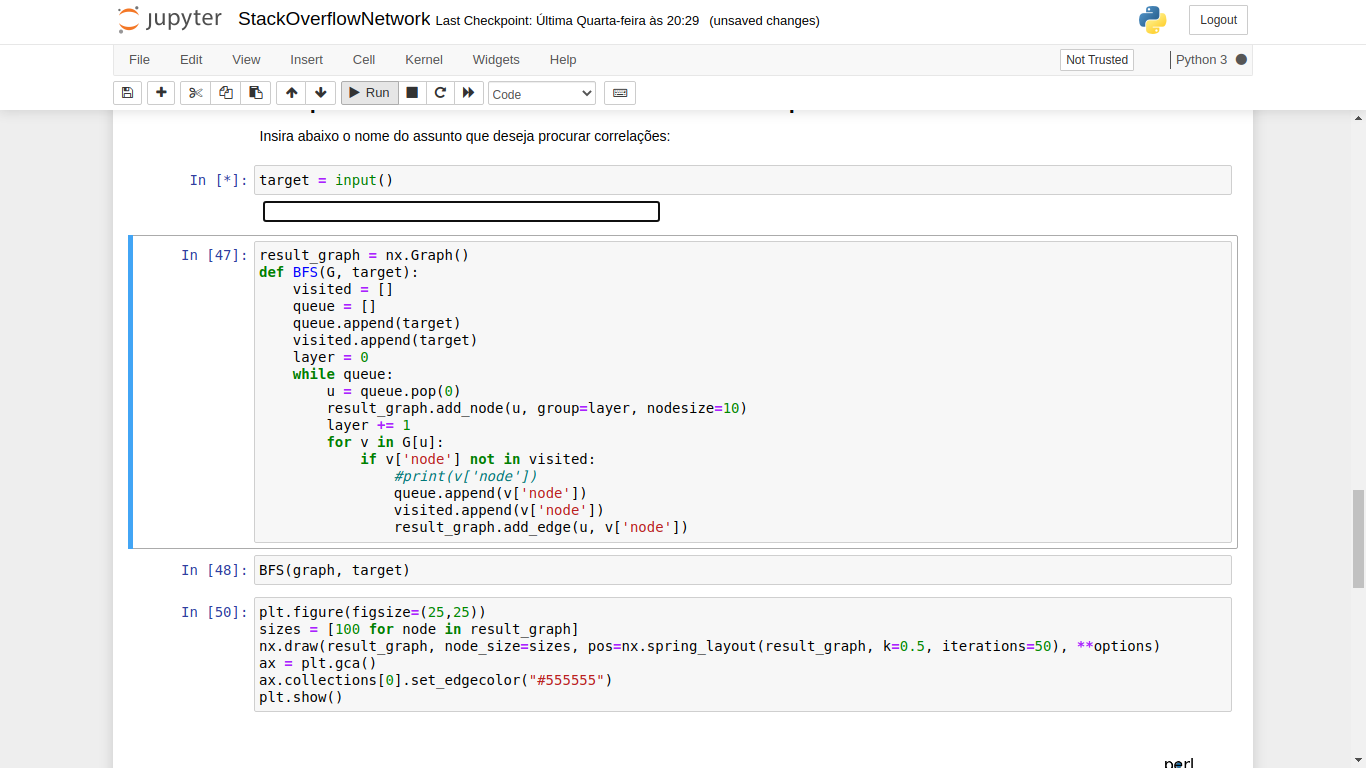 jupyter StackOverflowNetwork Last Checkpoint: Última Quarta-feira às 20:29 (unsaved changes) Logout
File Edit View Insert Cell Kernel Widgets Help Not Trusted Python 3
Run Code
Insira abaixo o nome do assunto que deseja procurar correlações:
In [*]: target = input()
In [47]: result_graph = nx.Graph()
def BFS(G, target):
    visited = []
    queue = []
    queue.append(target)
    visited.append(target)
    layer = 0
    while queue:
        u = queue.pop(0)
        result_graph.add_node(u, group=layer, nodesize=10)
        layer += 1
        for v in G[u]:
            if v['node'] not in visited:
                #print(v['node'])
                queue.append(v['node'])
                visited.append(v['node'])
                result_graph.add_edge(u, v['node'])
In [48]: BFS(graph, target)
In [50]: plt.figure(figsize=(25,25))
sizes = [100 for node in result_graph]
nx.draw(result_graph, node_size=sizes, pos=nx.spring_layout(result_graph, k=0.5, iterations=50), **options)
ax = plt.gca()
ax.collections[0].set_edgecolor("#555555")
plt.show()
perl